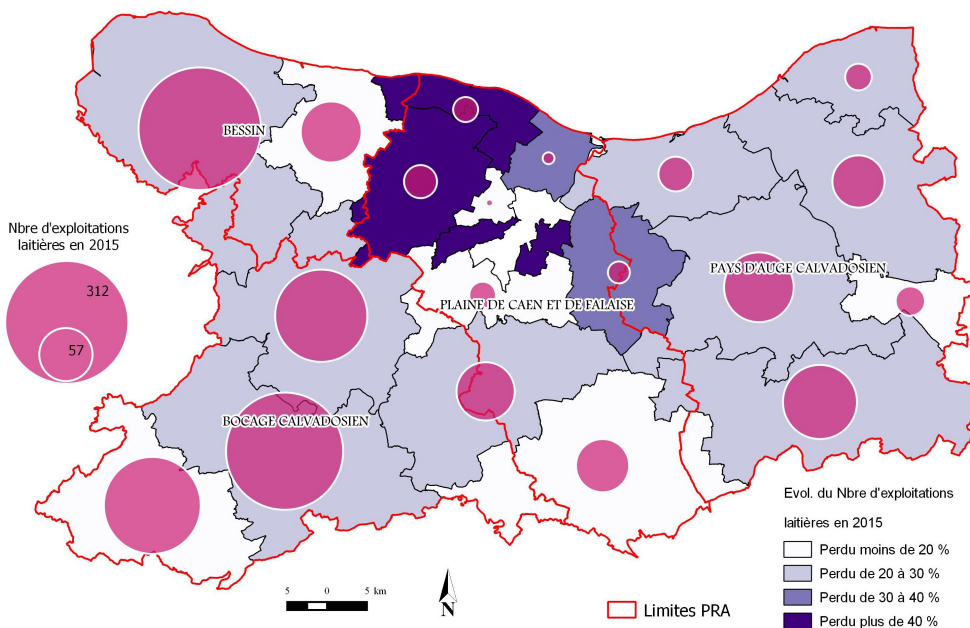 BESSIN
Nbre d'exploitations
laitières en 2015
312
57
PAYS D'AUGE CALVADOSIEN
PLAINE DE CAEN ET DE FALAISE
BOCAGE CALVADOSIEN
5 0 5 km
N
Limites PRA
Evol. du Nbre d'exploitations
laitières en 2015
Perdu moins de 20 %
Perdu de 20 à 30 %
Perdu de 30 à 40 %
Perdu plus de 40 %